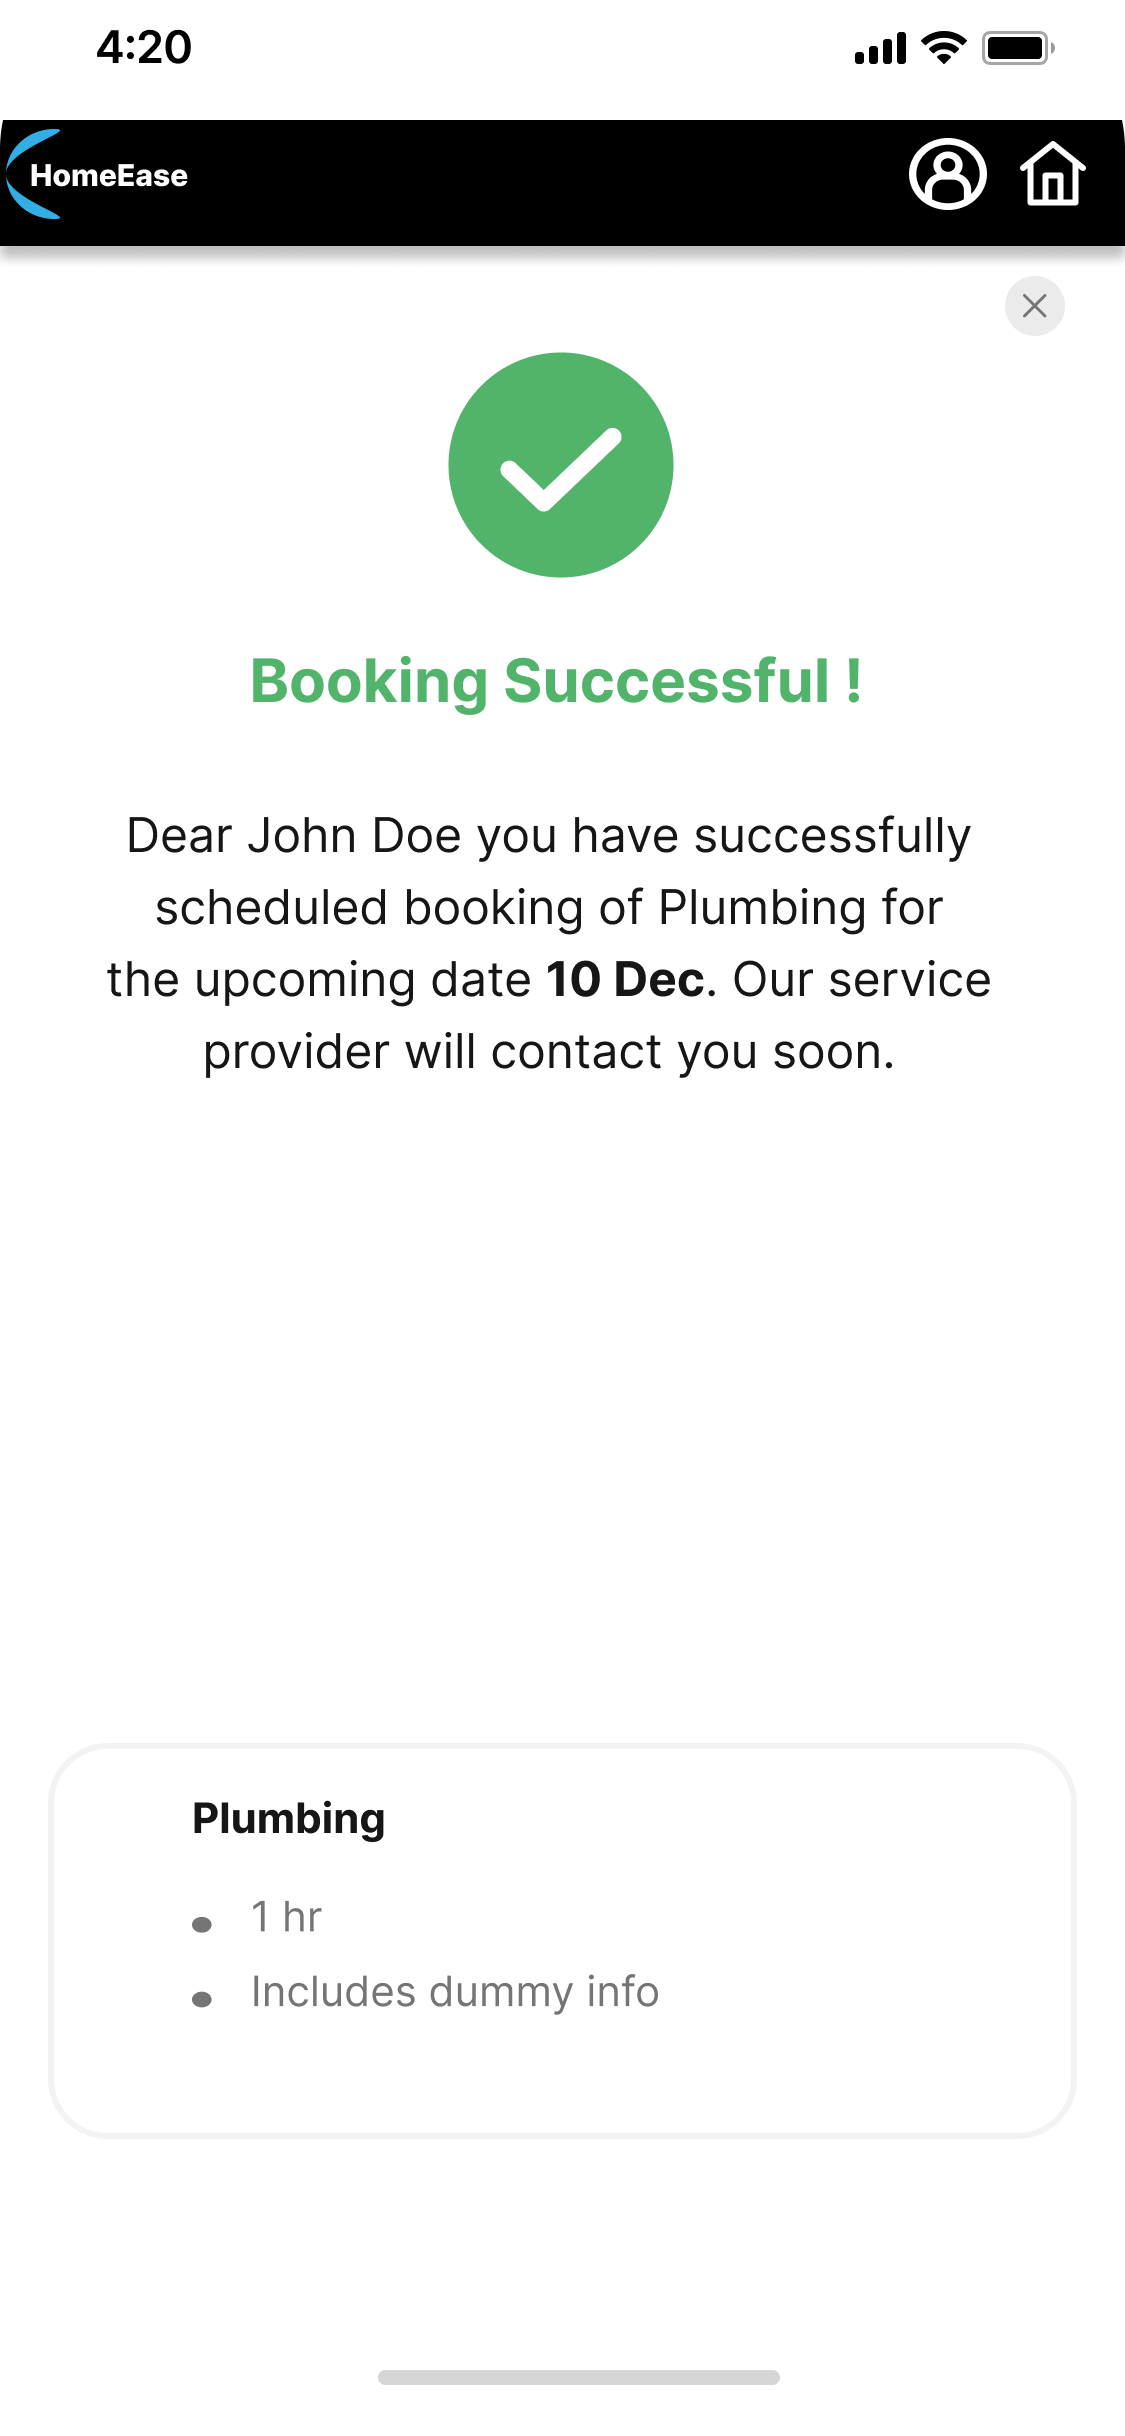 4:20
HomeEase
Booking Successful !
Dear John Doe you have successfully
scheduled booking of Plumbing for
the upcoming date 10 Dec. Our service
provider will contact you soon.
Plumbing
1 hr
Includes dummy info